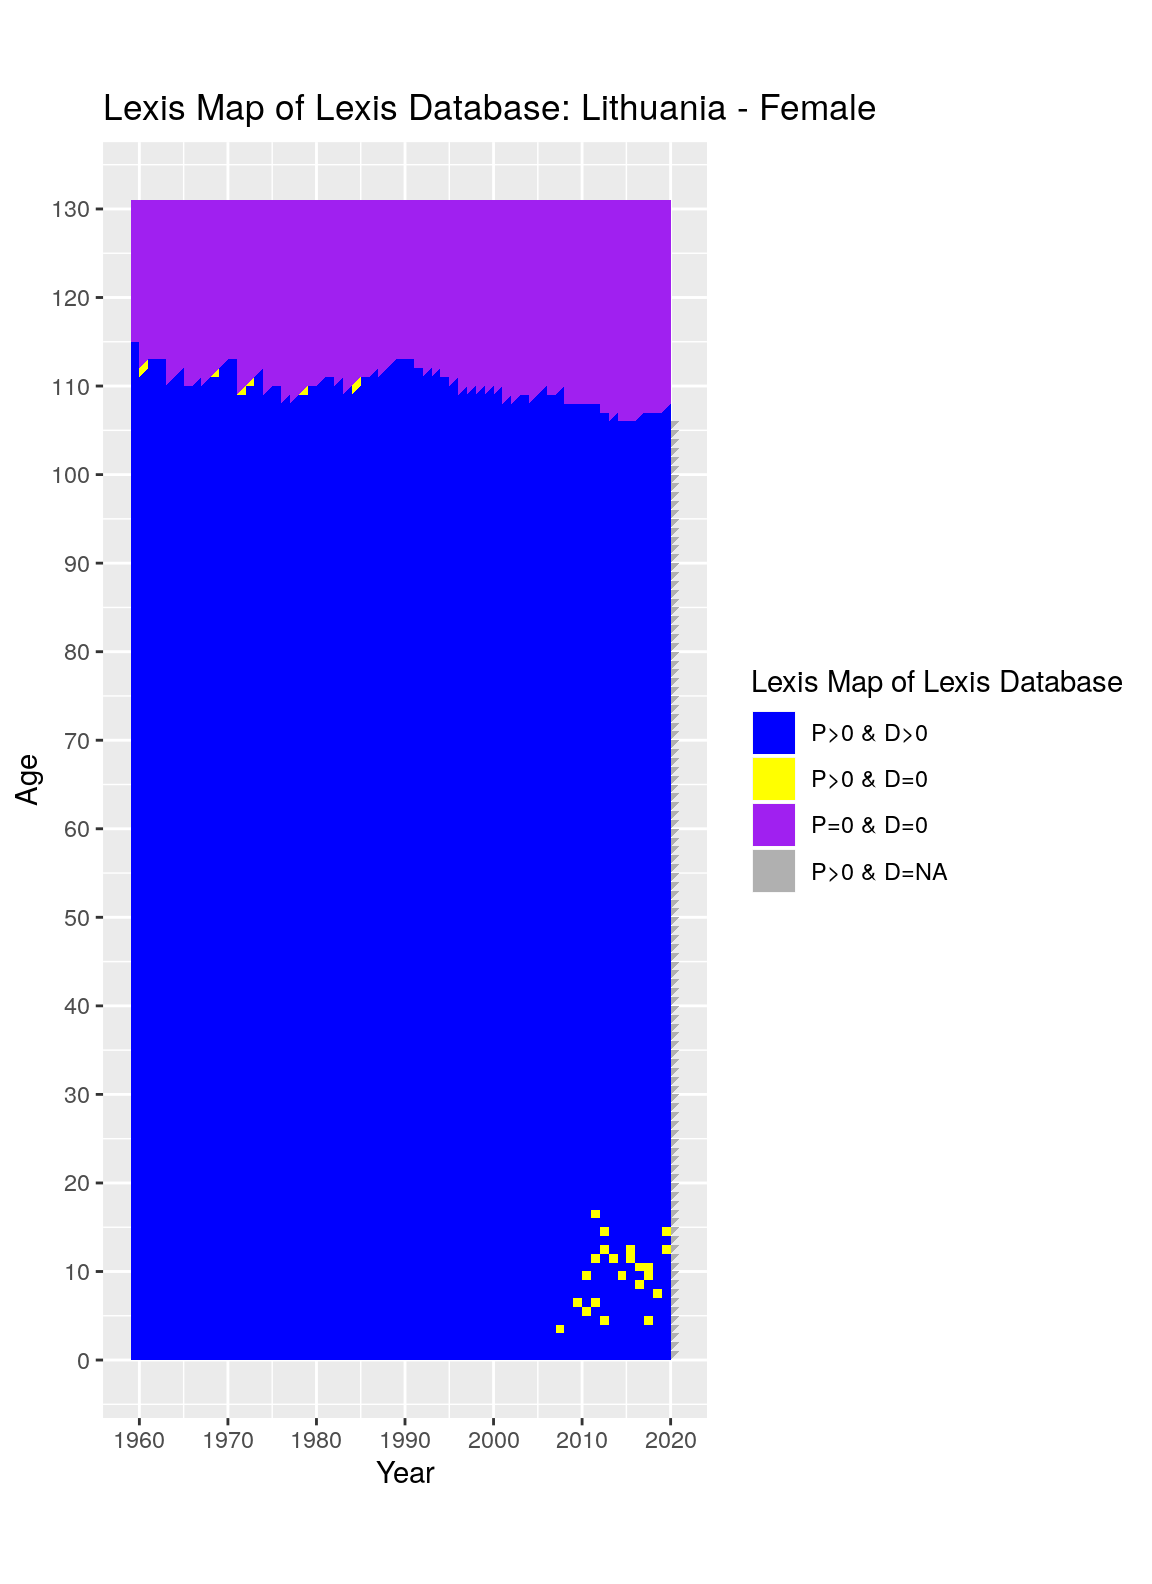 Lexis Map of Lexis Database: Lithuania - Female
130
120
110
100
90
80
70
60
50
40
30
20
10
0
Age
1960 1970 1980 1990 2000 2010 2020
Year
Lexis Map of Lexis Database
P>0 & D>0
P>0 & D=0
P=0 & D=0
P>0 & D=NA